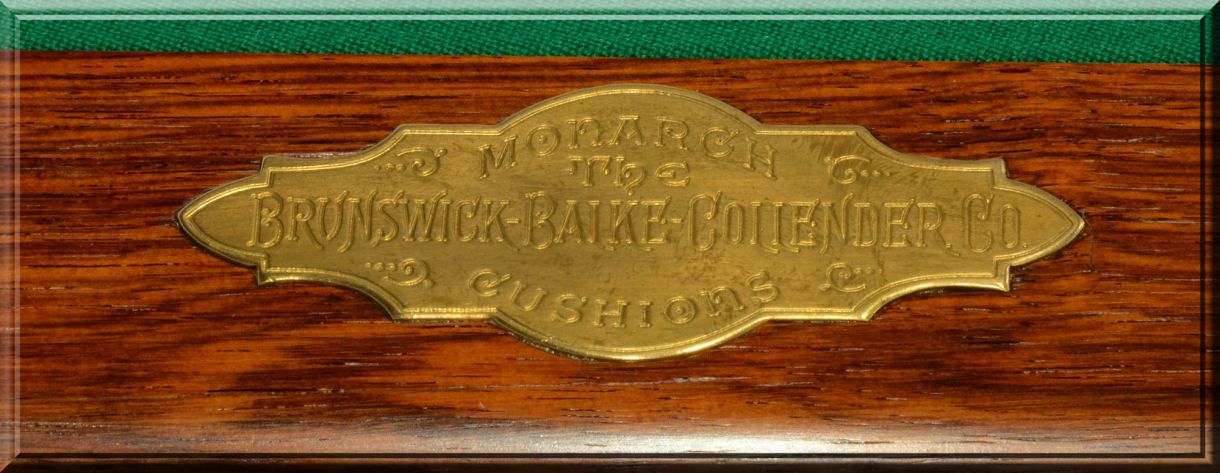 MONARCH
The
BRUNSWICK-BALKE-COLLENDER CO.
CUSHIONS